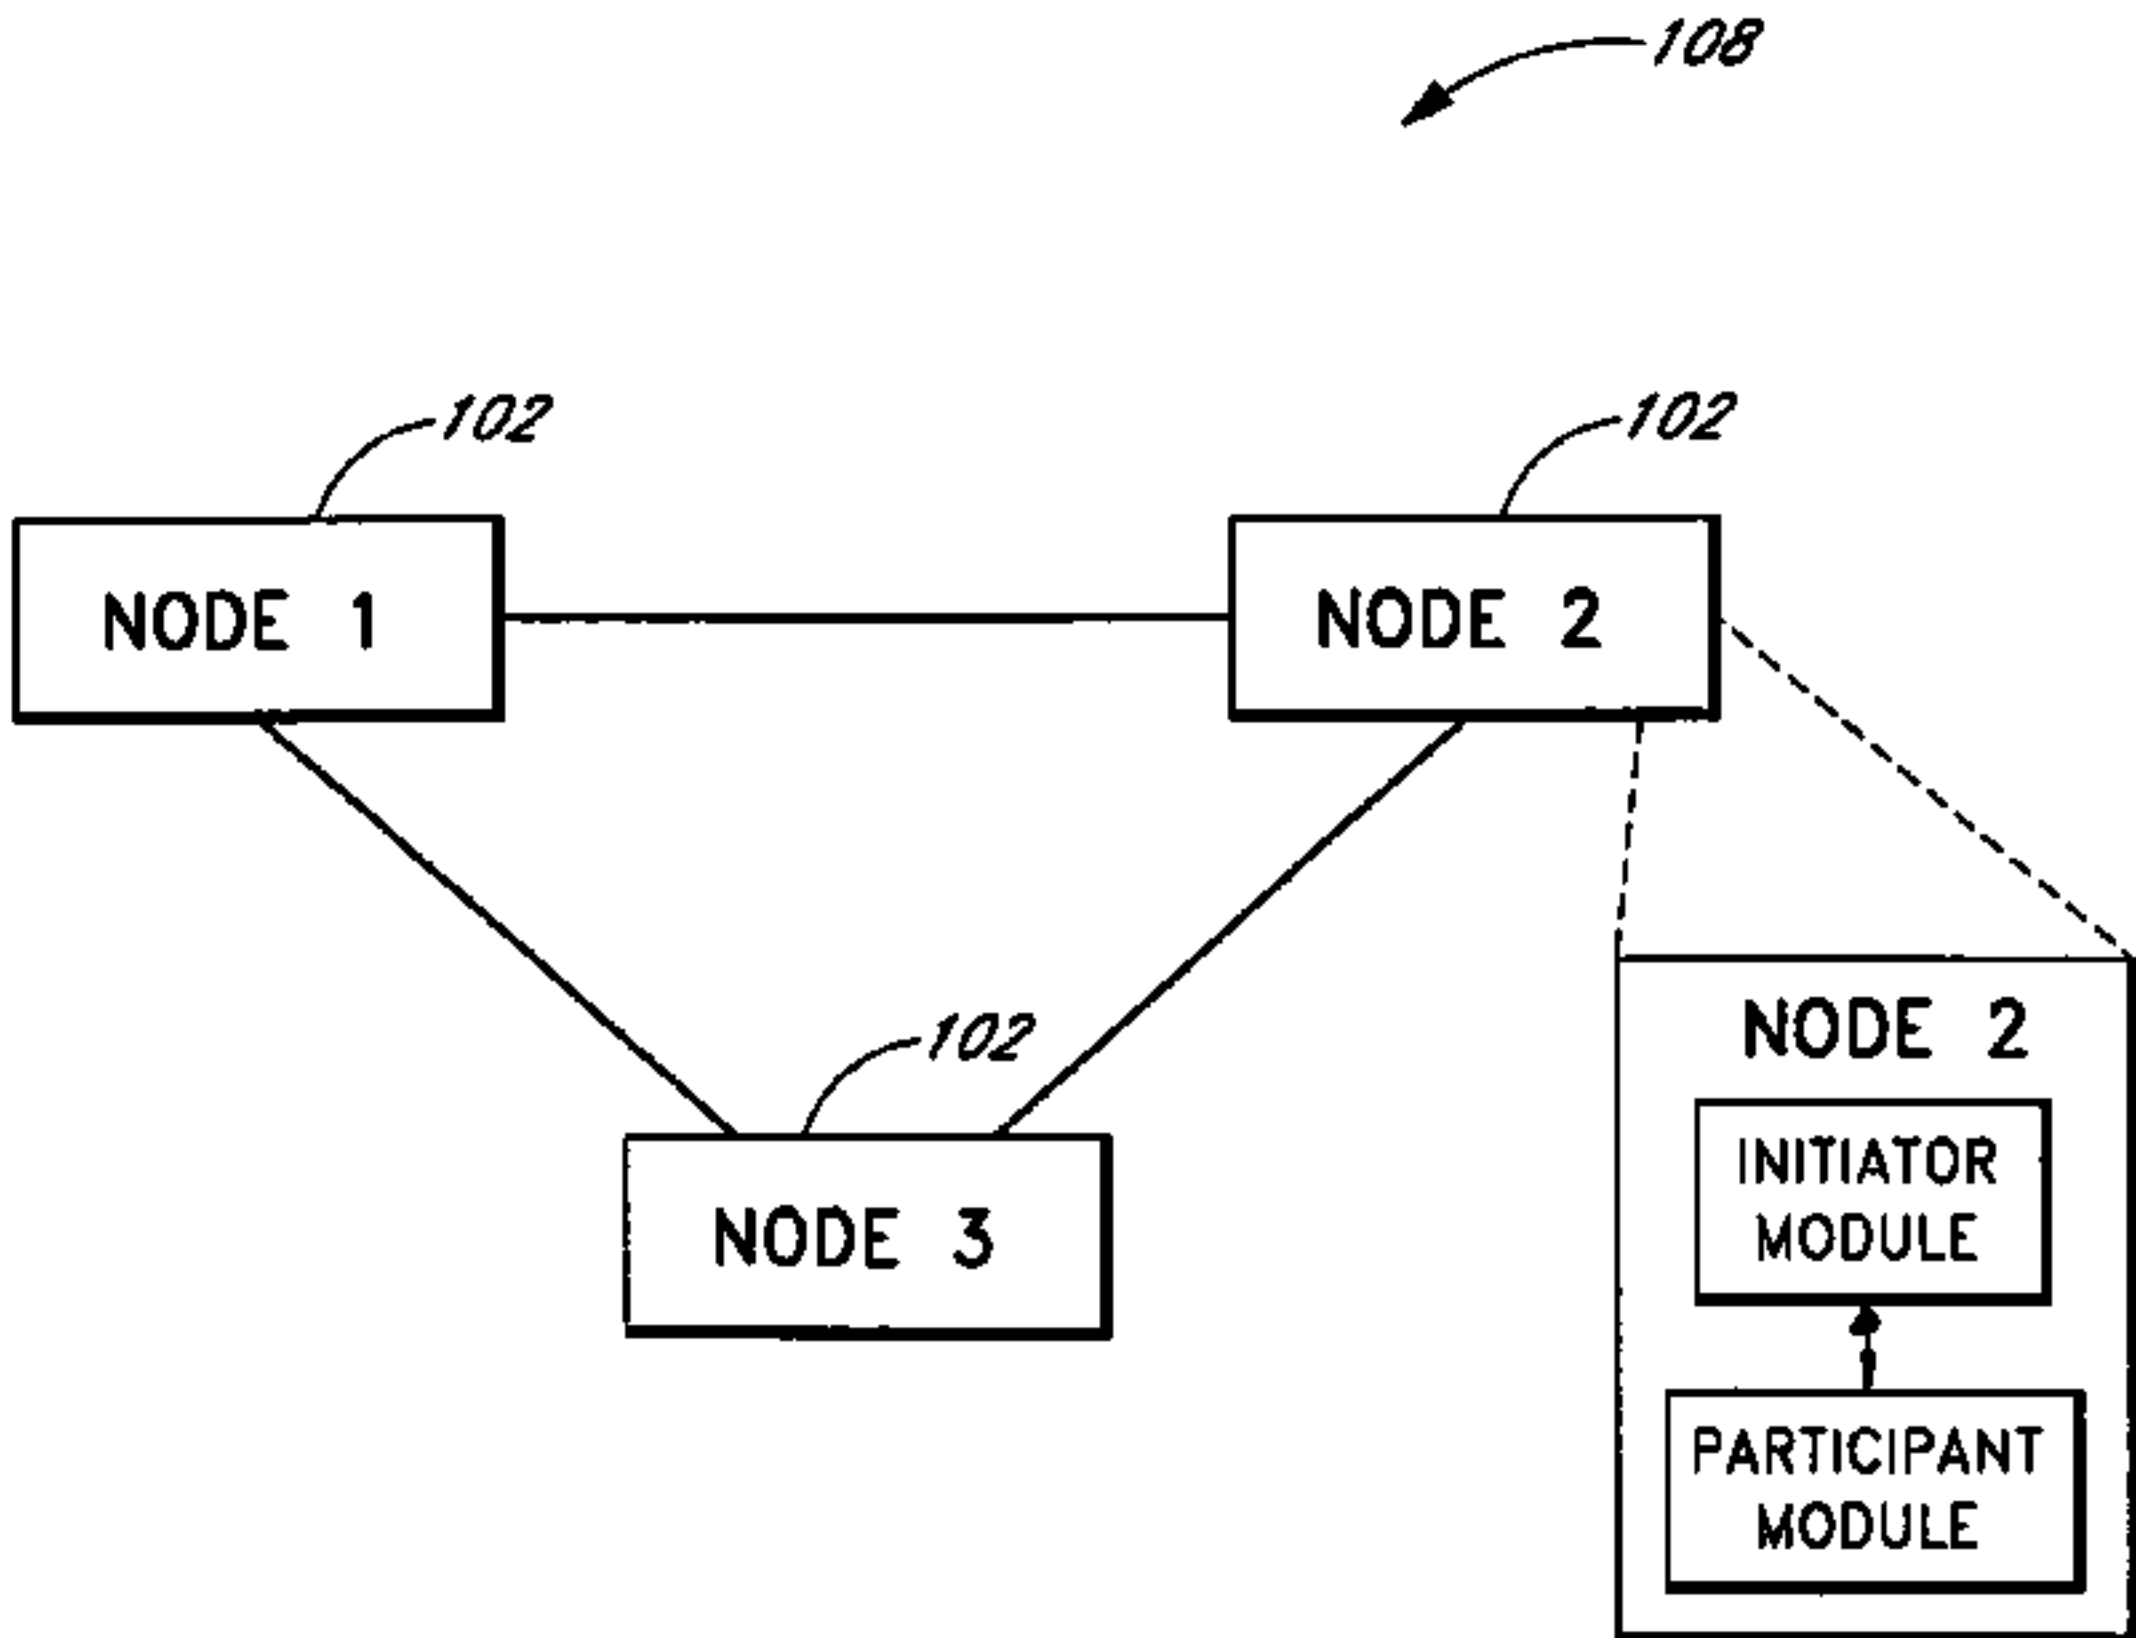 108
102
102
NODE 1
NODE 2
102
NODE 3
NODE 2
INITIATOR
MODULE
PARTICIPANT
MODULE